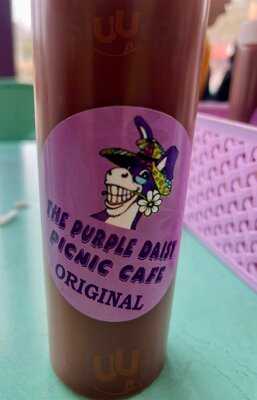 THE PURPLE DAISY
PICNIC CAFE
ORIGINAL